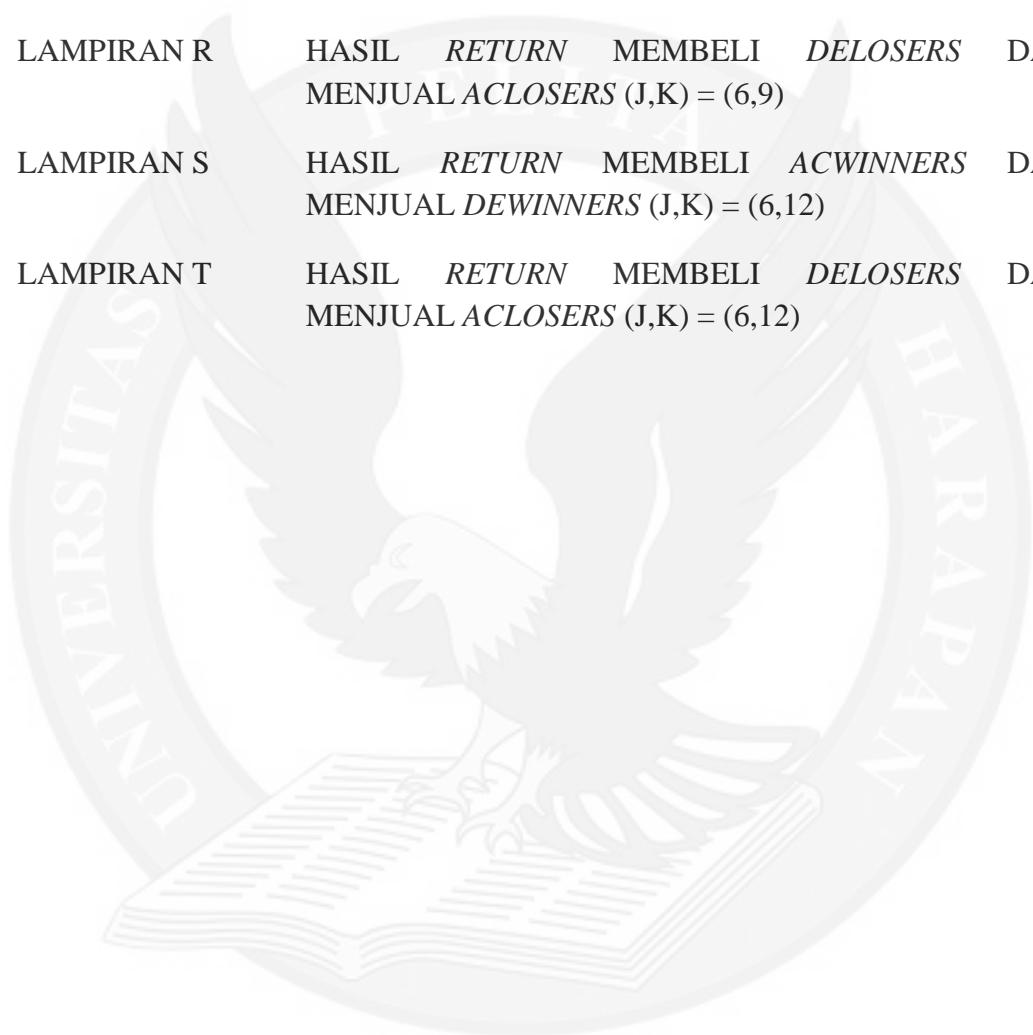 LAMPIRAN R HASIL RETURN MEMBELI DELOSERS
MENJUAL ACLOSERS (J,K) = (6,9)
LAMPIRAN S HASIL RETURN MEMBELI ACWINNERS
MENJUAL DEWINNERS (J,K) = (6,12)
LAMPIRAN T HASIL RETURN MEMBELI DELOSERS
MENJUAL ACLOSERS (J,K) = (6,12)
UNIVERSITAS PELITA HARAPAN